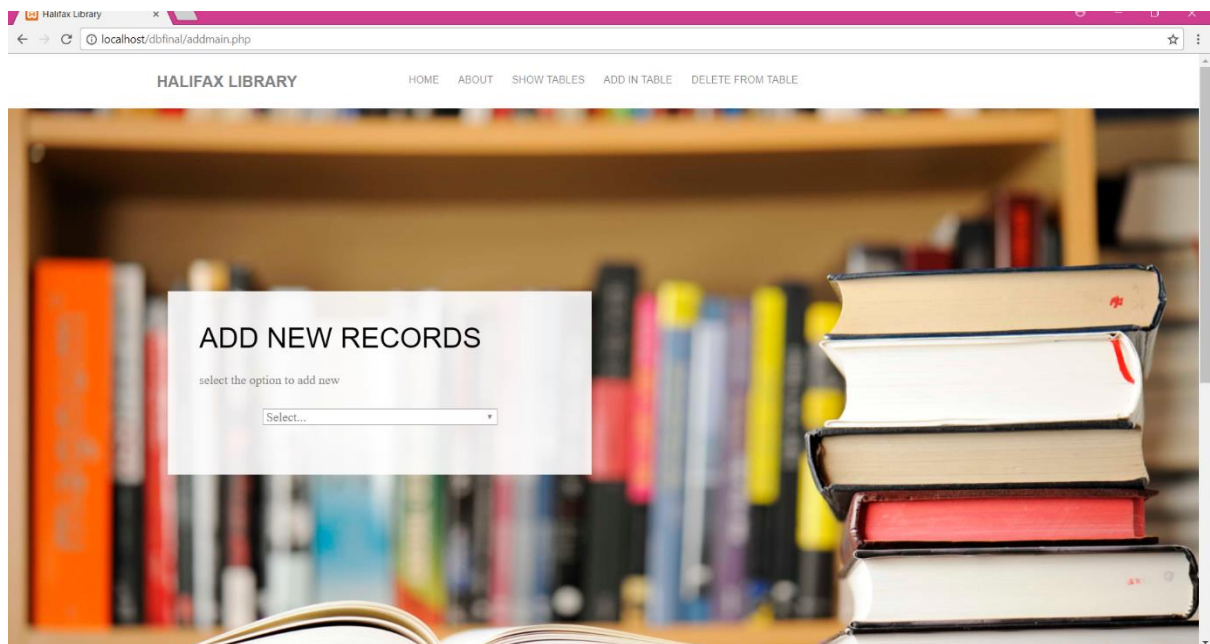 Halifax Library
localhost/dbfinal/addmain.php
HALIFAX LIBRARY HOME ABOUT SHOW TABLES ADD IN TABLE DELETE FROM TABLE
ADD NEW RECORDS
select the option to add new
Select...